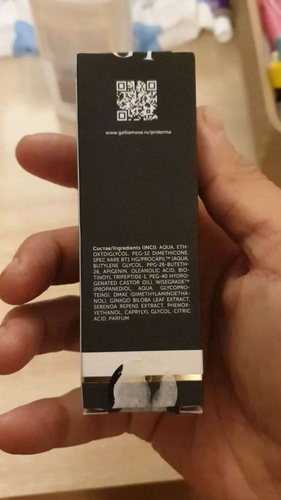 www.galliamova.ru/priderma
Состав/Ingredients (INCI): AQUA, ETH-
OXYDIGLYCOL, PEG-12 DIMETHICONE,
SPEC KARE BT1 HG/PROCAPIL™ (AQUA,
BUTYLENE GLYCOL, PPG-26-BUTETH-
26, APIGENIN, OLEANOLIC ACID, BIO-
TINOYL TRIPEPTIDE-1, PEG-40 HYDRO-
GENATED CASTOR OIL), WISEGRADE™
(PROPANEDIOL, AQUA, GLYCOPRO-
TEINS), DMAE (DIMETHYLAMINOETHA-
NOL), GINKGO BILOBA LEAF EXTRACT,
SERENOA REPENS EXTRACT, PHENOX-
YETHANOL, CAPRYLYL GLYCOL, CITRIC
ACID, PARFUM